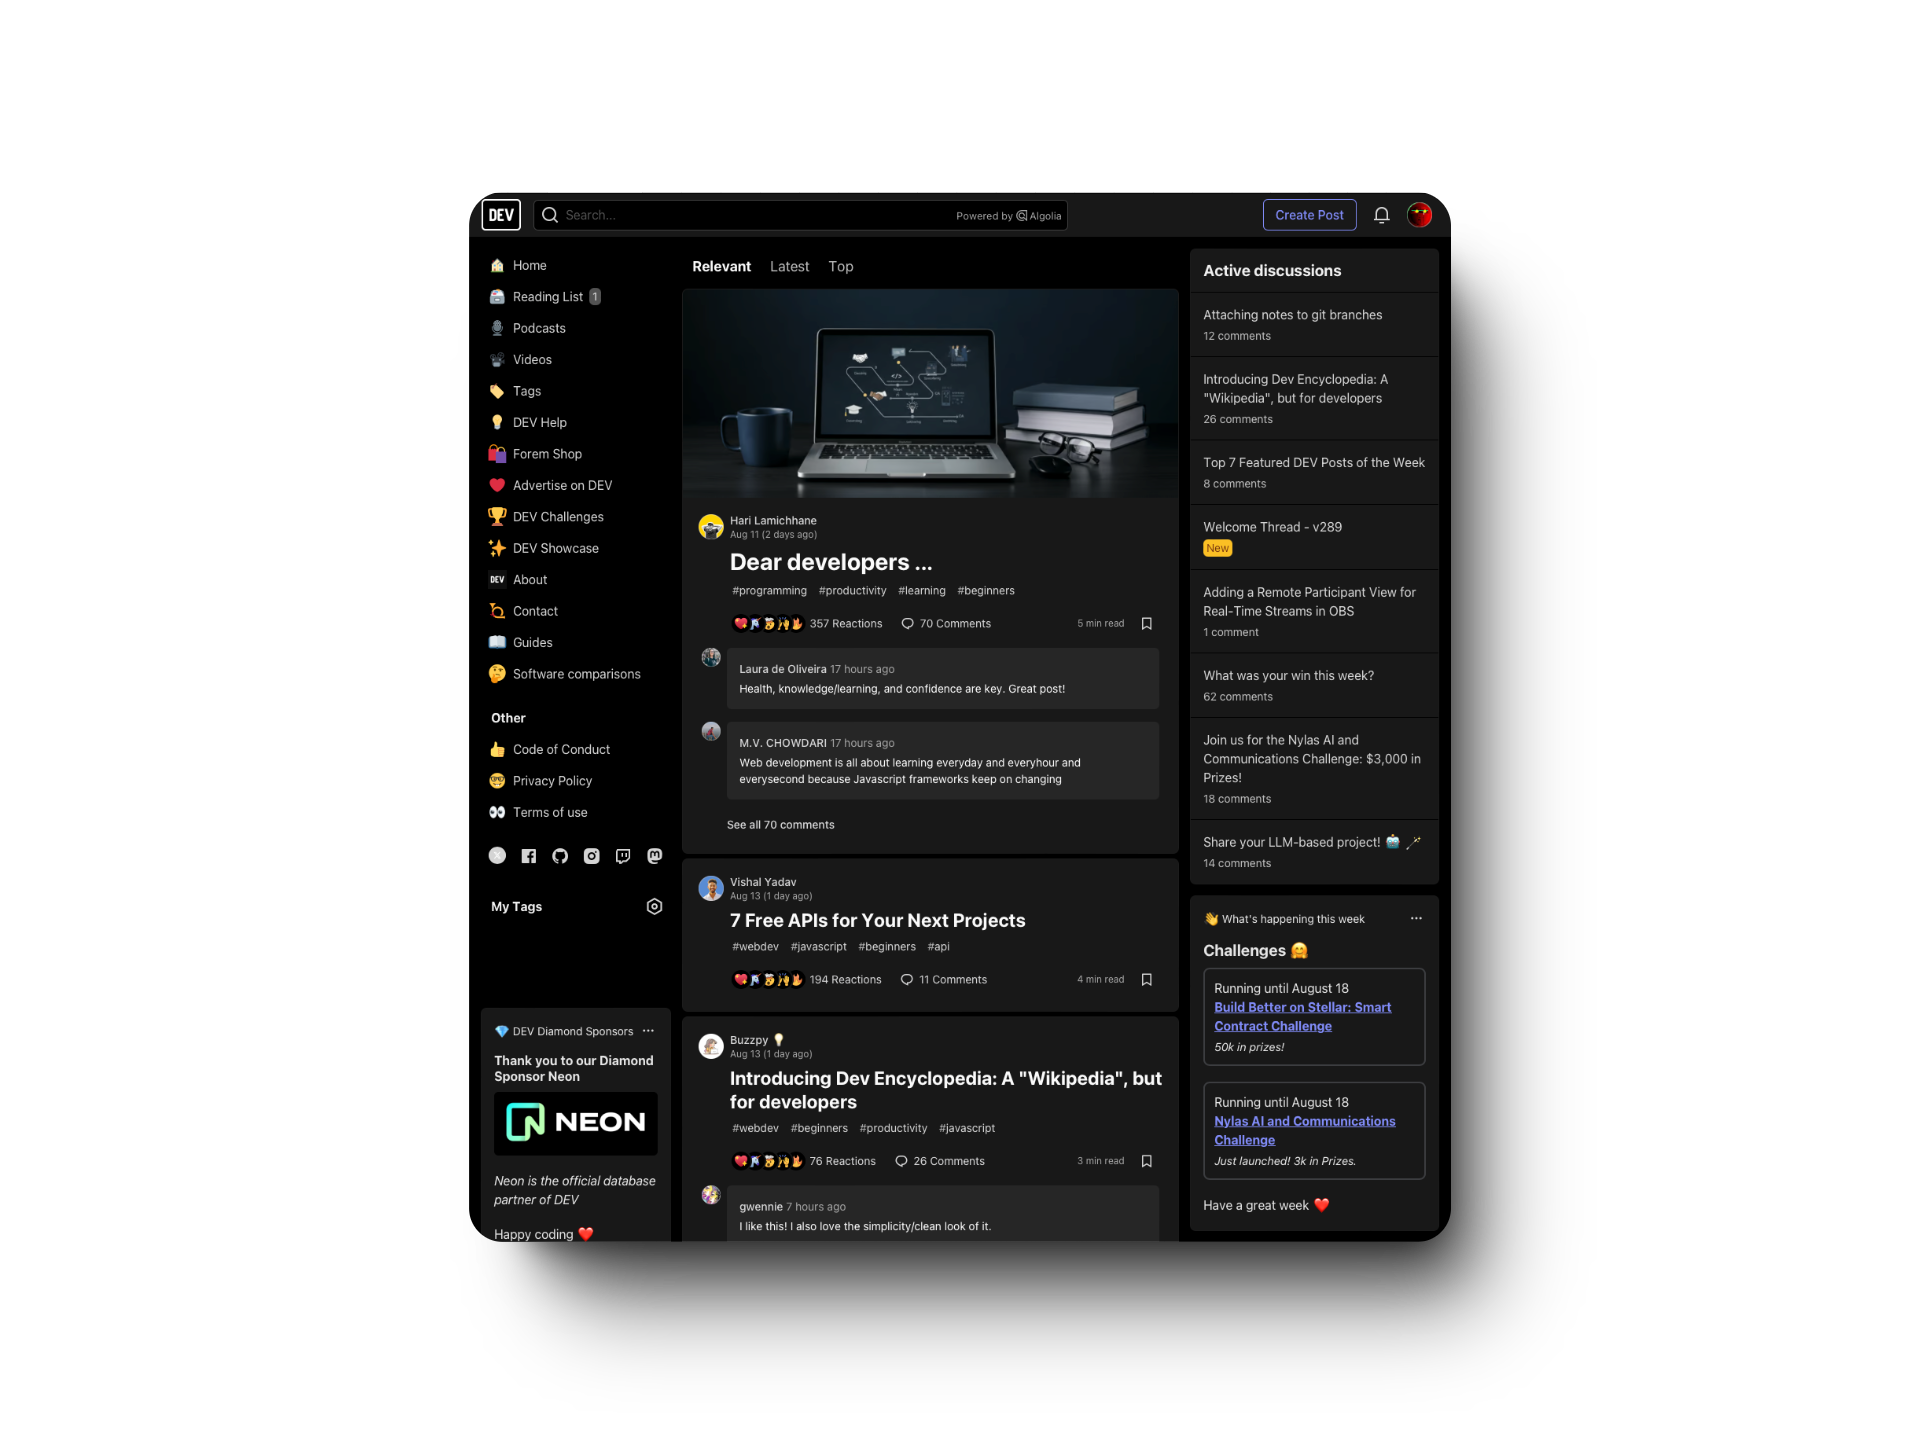 DEV
Search...
Powered by Algolia
Create Post
Home
Reading List 1
Podcasts
Videos
Tags
DEV Help
Forem Shop
Advertise on DEV
DEV Challenges
DEV Showcase
DEV About
Contact
Guides
Software comparisons
Other
Code of Conduct
Privacy Policy
Terms of use
My Tags
DEV Diamond Sponsors
Thank you to our Diamond
Sponsor Neon
NEON
Neon is the official database
partner of DEV
Happy coding ❤️
Relevant Latest Top
Hari Lamichhane
Aug 11 (2 days ago)
Dear developers ...
#programming #productivity #learning #beginners
357 Reactions 70 Comments 5 min read
Laura de Oliveira 17 hours ago
Health, knowledge/learning, and confidence are key. Great post!
M.V. CHOWDARI 17 hours ago
Web development is all about learning everyday and everyhour and
everysecond because Javascript frameworks keep on changing
See all 70 comments
Vishal Yadav
Aug 13 (1 day ago)
7 Free APIs for Your Next Projects
#webdev #javascript #beginners #api
194 Reactions 11 Comments 4 min read
Buzzpy 💡
Aug 13 (1 day ago)
Introducing Dev Encyclopedia: A "Wikipedia", but
for developers
#webdev #beginners #productivity #javascript
76 Reactions 26 Comments 3 min read
gwennie 7 hours ago
I like this! I also love the simplicity/clean look of it.
Active discussions
Attaching notes to git branches
12 comments
Introducing Dev Encyclopedia: A
"Wikipedia", but for developers
26 comments
Top 7 Featured DEV Posts of the Week
8 comments
Welcome Thread - v289
New
Adding a Remote Participant View for
Real-Time Streams in OBS
1 comment
What was your win this week?
62 comments
Join us for the Nylas AI and
Communications Challenge: $3,000 in
Prizes!
18 comments
Share your LLM-based project! 🤖 🪄
14 comments
👋 What's happening this week
Challenges 🤗
Running until August 18
Build Better on Stellar: Smart
Contract Challenge
50k in prizes!
Running until August 18
Nylas AI and Communications
Challenge
Just launched! 3k in Prizes.
Have a great week ❤️